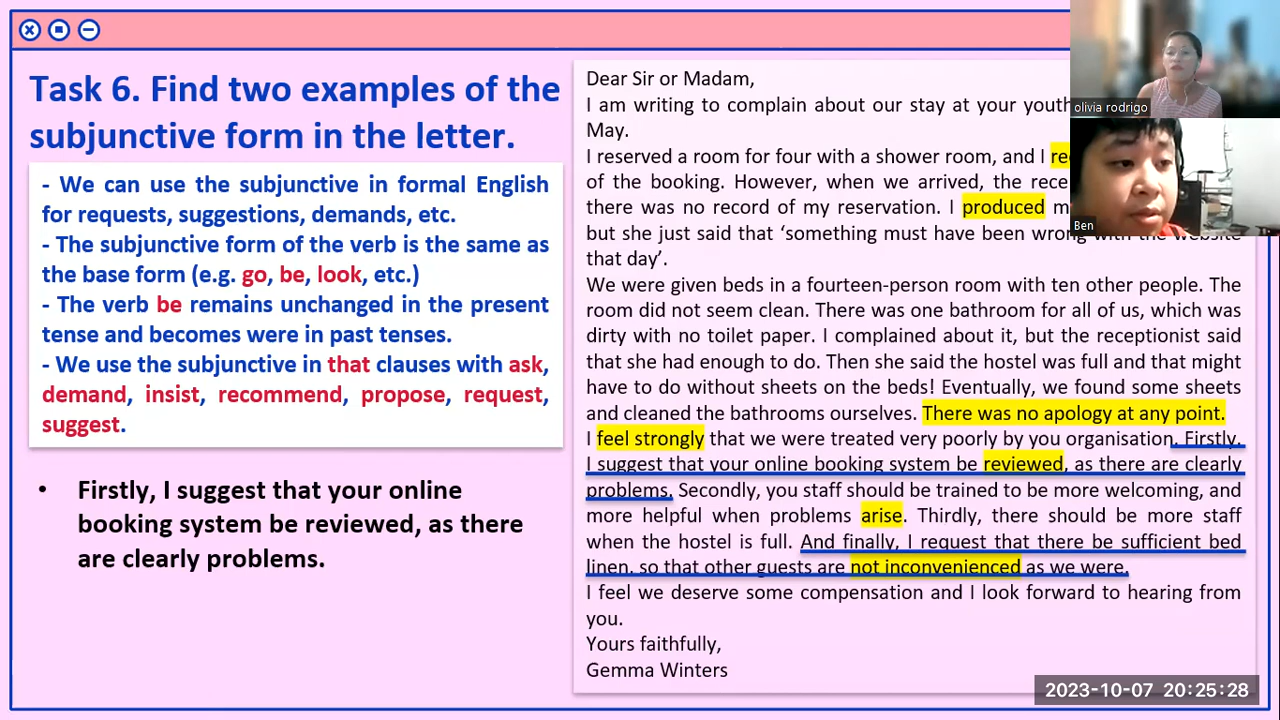 Task 6. Find two examples of the
subjunctive form in the letter.
- We can use the subjunctive in formal English
for requests, suggestions, demands, etc.
- The subjunctive form of the verb is the same as
the base form (e.g. go, be, look, etc.)
- The verb be remains unchanged in the present
tense and becomes were in past tenses.
- We use the subjunctive in that clauses with ask,
demand, insist, recommend, propose, request,
suggest.
• Firstly, I suggest that your online
booking system be reviewed, as there
are clearly problems.
Dear Sir or Madam,
I am writing to complain about our stay at your youth
May.
I reserved a room for four with a shower room, and I
of the booking. However, when we arrived, the
there was no record of my reservation. I produced
but she just said that ‘something must have been wrong with the website
that day’.
We were given beds in a fourteen-person room with ten other people. The
room did not seem clean. There was one bathroom for all of us, which was
dirty with no toilet paper. I complained about it, but the receptionist said
that she had enough to do. Then she said the hostel was full and that might
have to do without sheets on the beds! Eventually, we found some sheets
and cleaned the bathrooms ourselves. There was no apology at any point.
I feel strongly that we were treated very poorly by you organisation. Firstly,
I suggest that your online booking system be reviewed, as there are clearly
problems. Secondly, you staff should be trained to be more welcoming, and
more helpful when problems arise. Thirdly, there should be more staff
when the hostel is full. And finally, I request that there be sufficient bed
linen, so that other guests are not inconvenienced as we were.
I feel we deserve some compensation and I look forward to hearing from
you.
Yours faithfully,
Gemma Winters
olivia rodrigo
Ben
2023-10-07 20:25:28